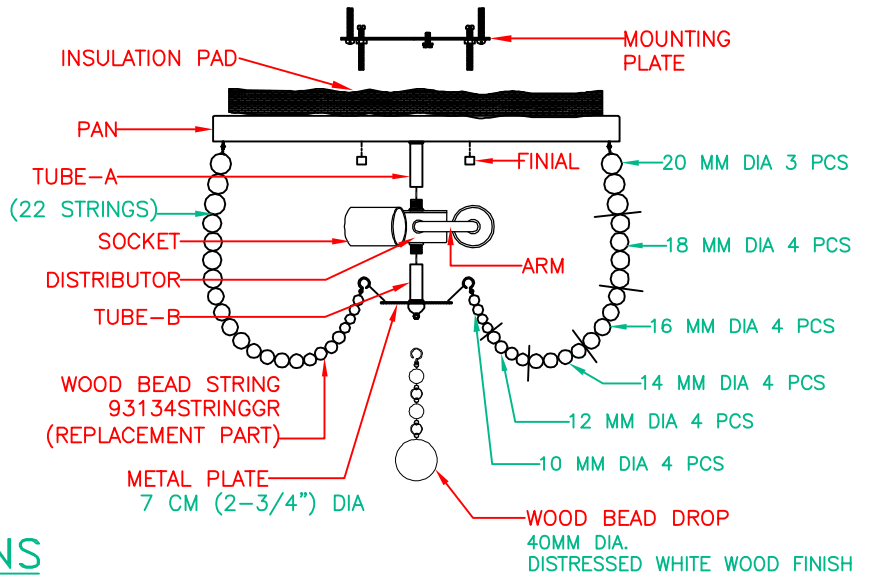 MOUNTING
PLATE
INSULATION PAD
PAN
FINIAL
20 MM DIA 3 PCS
TUBE-A
(22 STRINGS)
SOCKET
18 MM DIA 4 PCS
DISTRIBUTOR
ARM
TUBE-B
16 MM DIA 4 PCS
WOOD BEAD STRING
93134STRINGGR
(REPLACEMENT PART)
14 MM DIA 4 PCS
12 MM DIA 4 PCS
10 MM DIA 4 PCS
METAL PLATE
7 CM (2-3/4") DIA
WOOD BEAD DROP
40MM DIA.
DISTRESSED WHITE WOOD FINISH
NS